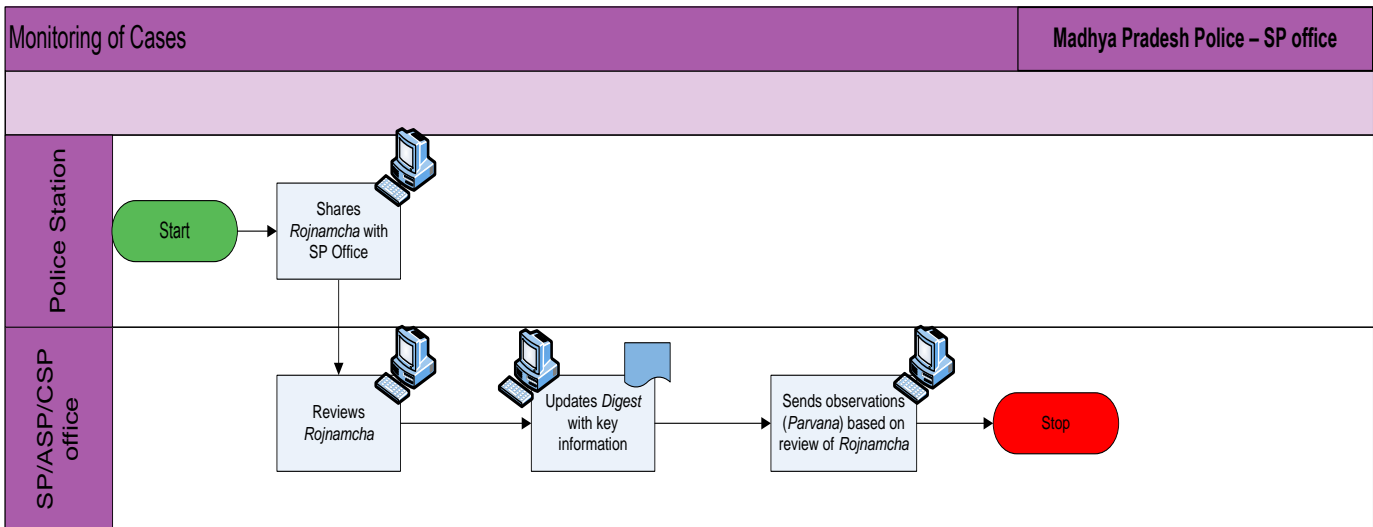 Monitoring of Cases
Madhya Pradesh Police – SP office
Police Station
Start
Shares
Rojnamcha with
SP Office
SP/ASP/CSP
office
Reviews
Rojnamcha
Updates Digest
with key
information
Sends observations
(Parvana) based on
review of Rojnamcha
Stop